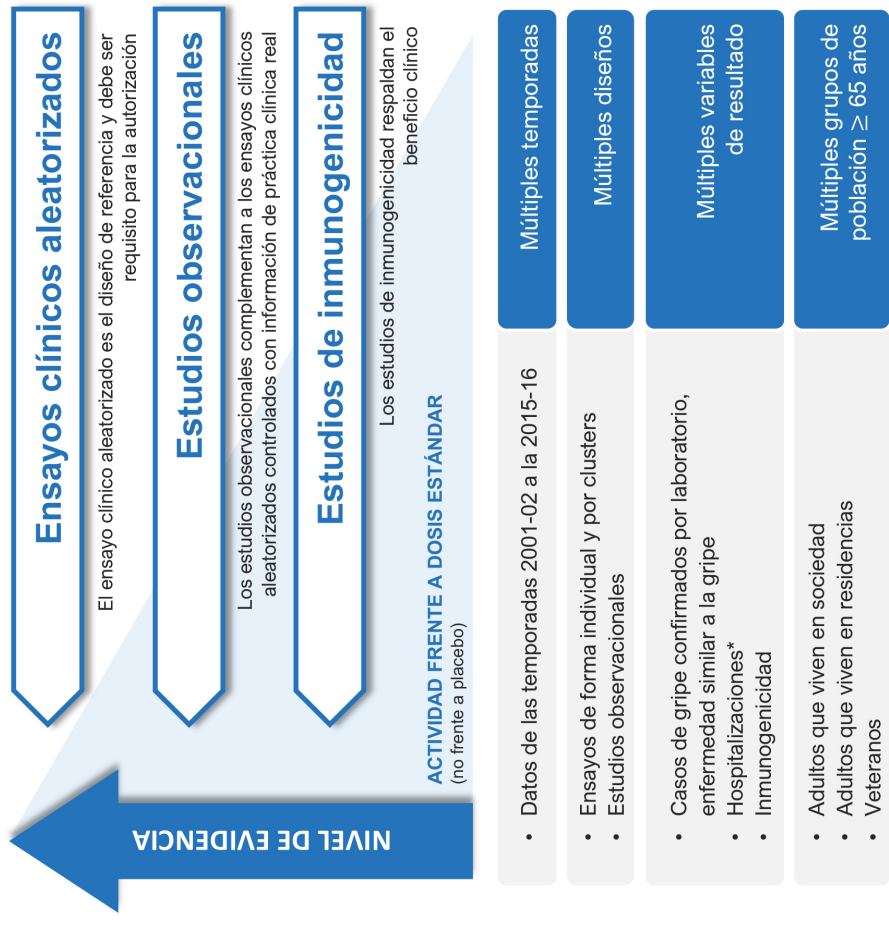 NIVEL DE EVIDENCIA
Ensayos clínicos aleatorizados
El ensayo clínico aleatorizado es el diseño de referencia y debe ser
requisito para la autorización
Estudios observacionales
Los estudios observacionales complementan a los ensayos clínicos
aleatorizados controlados con información de práctica clínica real
Estudios de inmunogenicidad
Los estudios de inmunogenicidad respaldan el
beneficio clínico
ACTIVIDAD FRENTE A DOSIS ESTÁNDAR
(no frente a placebo)
• Datos de las temporadas 2001-02 a la 2015-16
Múltiples temporadas
• Ensayos de forma individual y por clusters
• Estudios observacionales
Múltiples diseños
• Casos de gripe confirmados por laboratorio,
enfermedad similar a la gripe
• Hospitalizaciones*
• Inmunogenicidad
Múltiples variables
de resultado
• Adultos que viven en sociedad
• Adultos que viven en residencias
• Veteranos
Múltiples grupos de
población ≥ 65 años